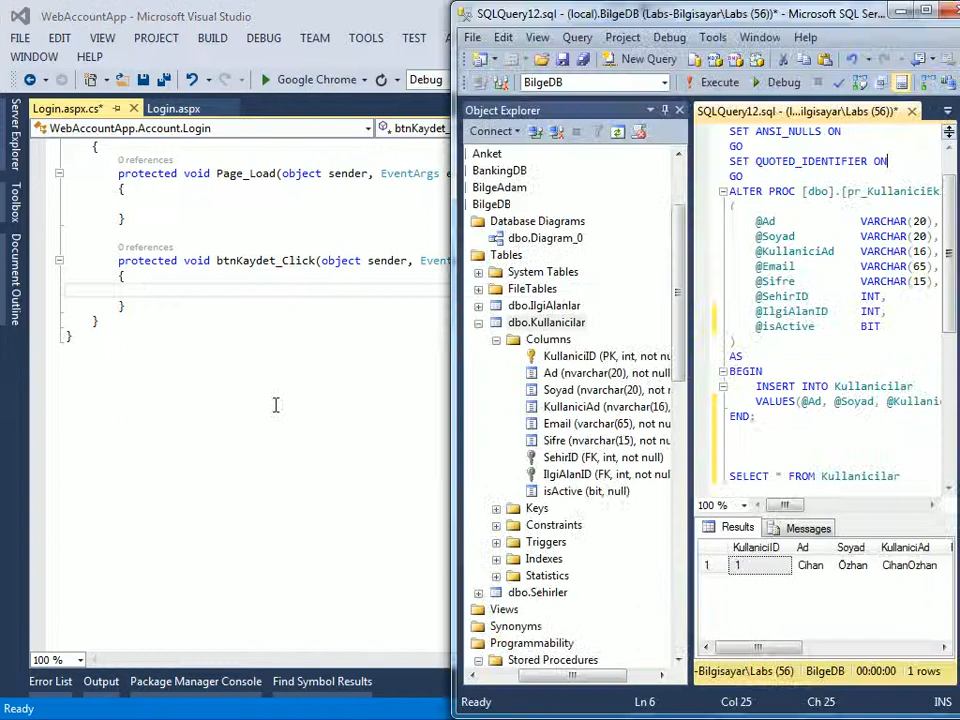 WebAccountApp - Microsoft Visual Studio
FILE EDIT VIEW PROJECT BUILD DEBUG TEAM TOOLS TEST
WINDOW HELP
Google Chrome Debug
Server Explorer
Toolbox
Document Outline
Login.aspx.cs* Login.aspx
WebAccountApp.Account.Login btnKaydet_
{
0 references
protected void Page_Load(object sender, EventArgs e
{
}
0 references
protected void btnKaydet_Click(object sender, Event
{
}
}
}
100 %
Error List Output Package Manager Console Find Symbol Results
Ready
SQLQuery12.sql - (local).BilgeDB (Labs-Bilgisayar\Labs (56))* - Microsoft SQL Ser...
File Edit View Query Project Debug Tools Window Help
New Query
BilgeDB Execute Debug
Object Explorer
Connect
Anket
BankingDB
BilgeAdam
BilgeDB
Database Diagrams
dbo.Diagram_0
Tables
System Tables
FileTables
dbo.IlgiAlanlar
dbo.Kullanicilar
Columns
KullaniciID (PK, int, not nu
Ad (nvarchar(20), not null
Soyad (nvarchar(20), not
KullaniciAd (nvarchar(16),
Email (varchar(65), not nul
Sifre (nvarchar(15), not nu
SehirID (FK, int, not null)
IlgiAlanID (FK, int, not null
isActive (bit, null)
Keys
Constraints
Triggers
Indexes
Statistics
dbo.Sehirler
Views
Synonyms
Programmability
Stored Procedures
SQLQuery12.sql - (l...ilgisayar\Labs (56))*
SET ANSI_NULLS ON
GO
SET QUOTED_IDENTIFIER ON
GO
ALTER PROC [dbo].[pr_KullaniciEk
(
@Ad VARCHAR(20),
@Soyad VARCHAR(20),
@KullaniciAd VARCHAR(16),
@Email VARCHAR(65),
@Sifre VARCHAR(15),
@SehirID INT,
@IlgiAlanID INT,
@isActive BIT
)
AS
BEGIN
INSERT INTO Kullanicilar
VALUES(@Ad, @Soyad, @Kullani
END;
SELECT * FROM Kullanicilar
100 %
Results Messages
KullaniciID Ad Soyad KullaniciAd
1 1 Cihan Özhan CihanOzhan
-Bilgisayar\Labs (56) BilgeDB 00:00:00 1 rows
Ready Ln 6 Col 25 Ch 25 INS